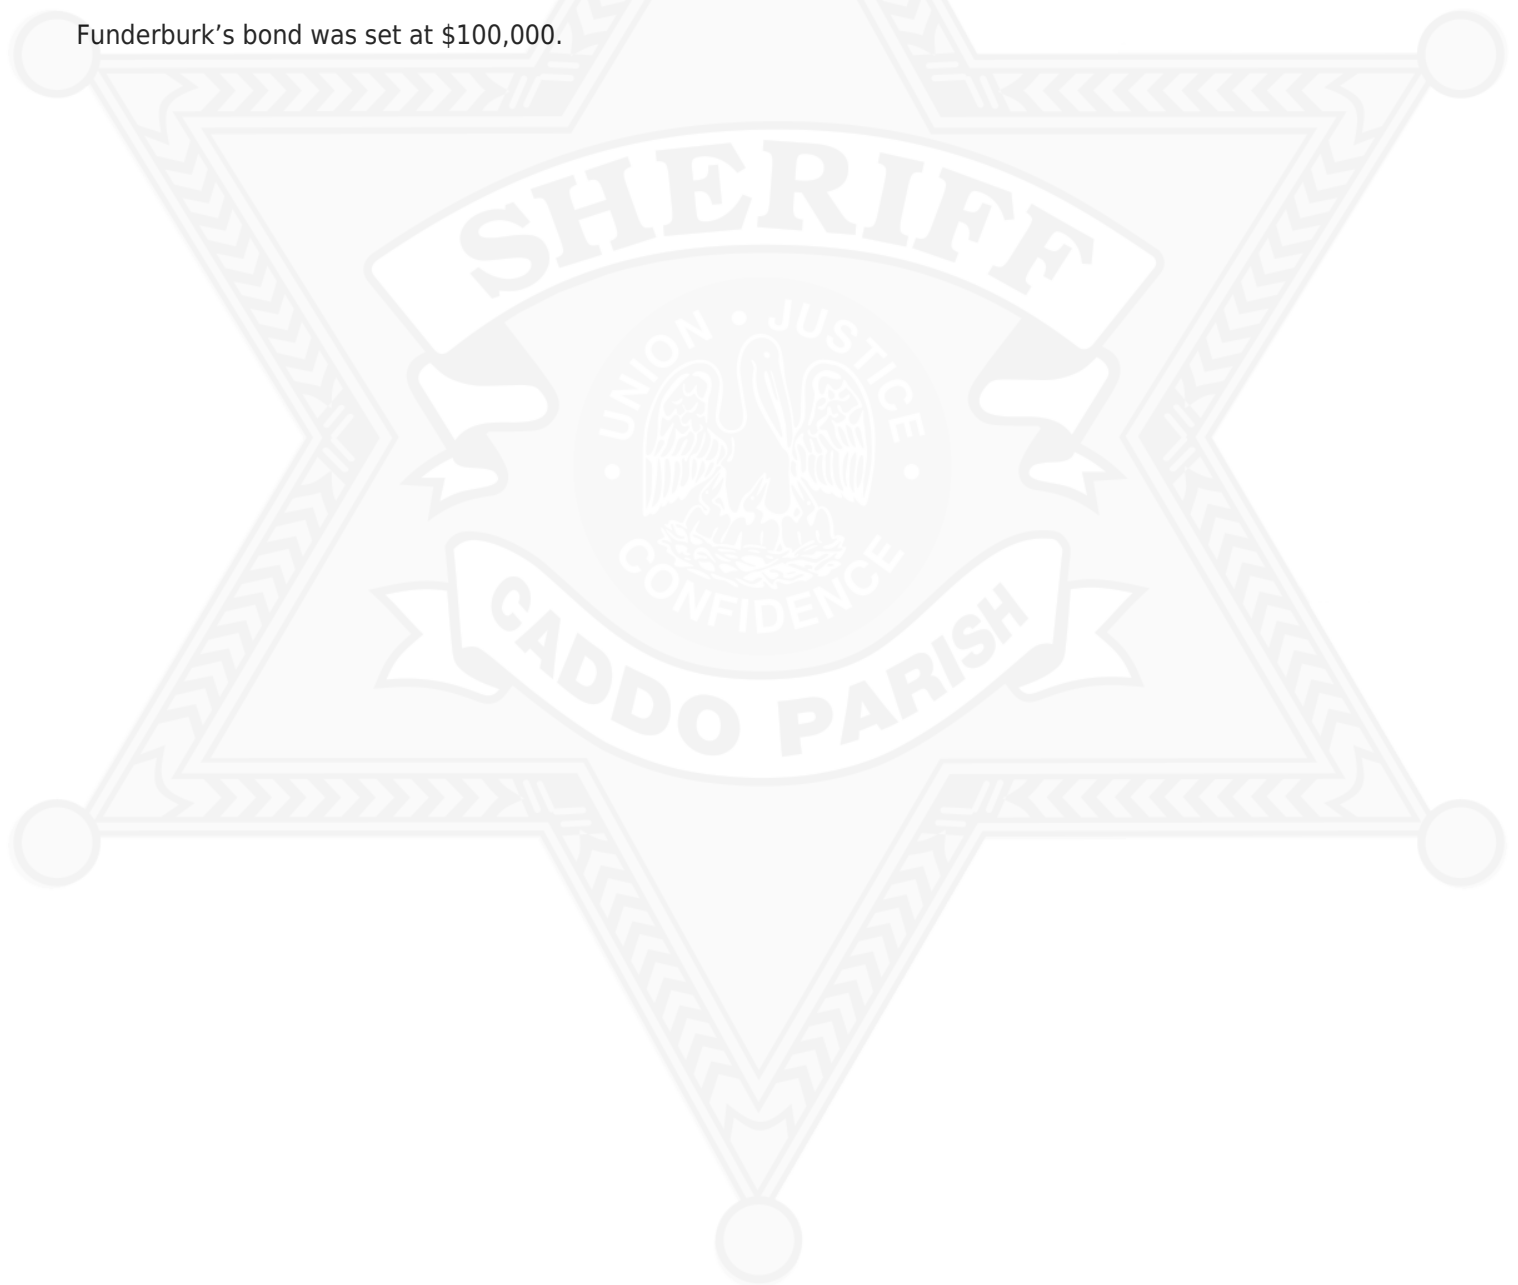 Funderburk’s bond was set at $100,000.
SHERIFF
UNION • JUSTICE
• CONFIDENCE •
CADDO PARISH